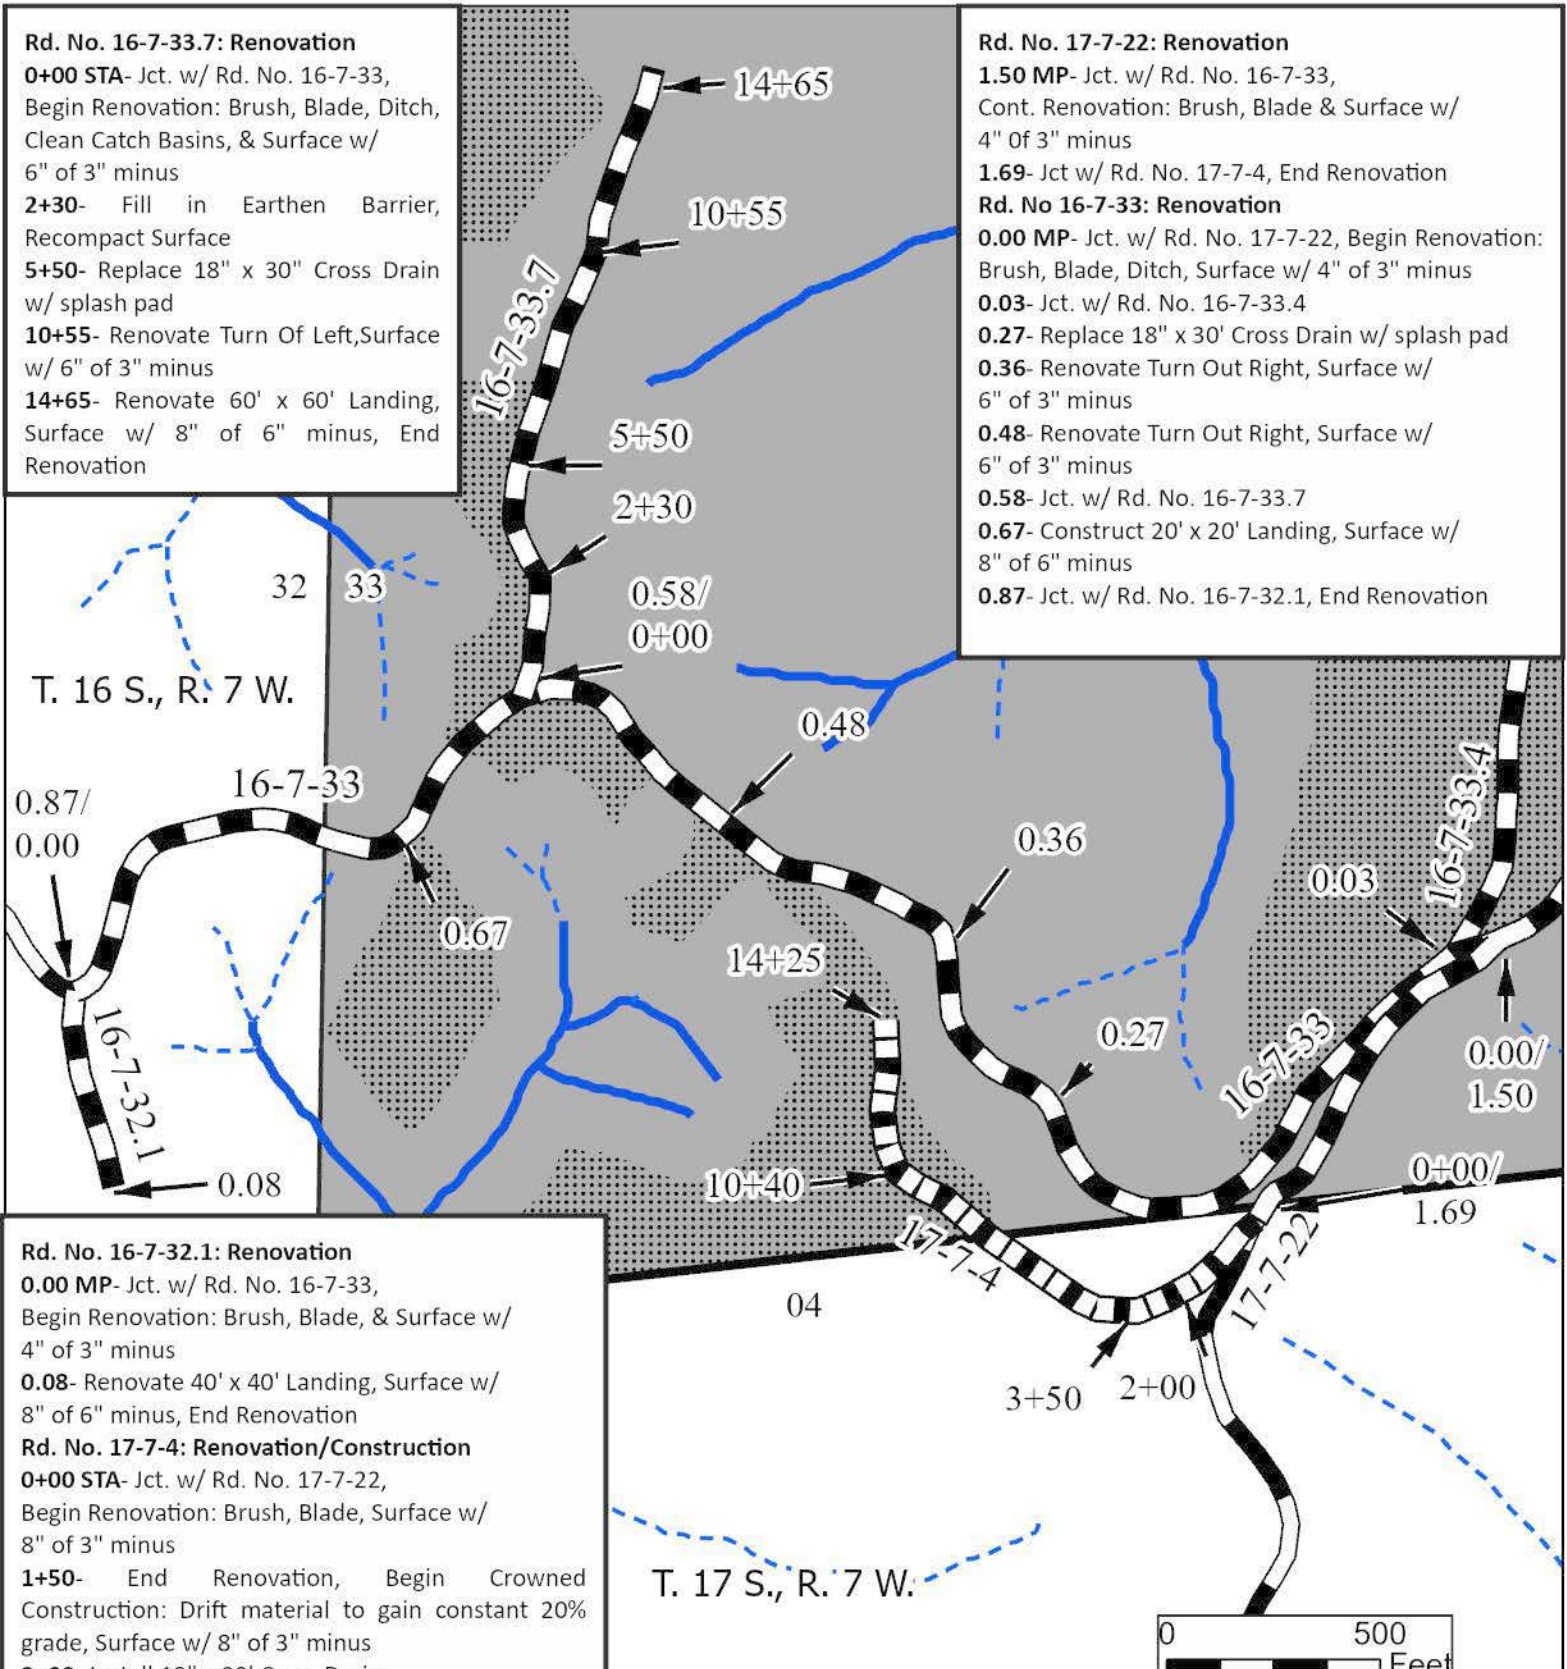 Rd. No. 16-7-33.7: Renovation
0+00 STA- Jct. w/ Rd. No. 16-7-33,
Begin Renovation: Brush, Blade, Ditch,
Clean Catch Basins, & Surface w/
6" of 3" minus
2+30- Fill in Earthen Barrier,
Recompact Surface
5+50- Replace 18" x 30" Cross Drain
w/ splash pad
10+55- Renovate Turn Of Left,Surface
w/ 6" of 3" minus
14+65- Renovate 60' x 60' Landing,
Surface w/ 8" of 6" minus, End
Renovation
Rd. No. 17-7-22: Renovation
1.50 MP- Jct. w/ Rd. No. 16-7-33,
Cont. Renovation: Brush, Blade & Surface w/
4" 0f 3" minus
1.69- Jct w/ Rd. No. 17-7-4, End Renovation
Rd. No 16-7-33: Renovation
0.00 MP- Jct. w/ Rd. No. 17-7-22, Begin Renovation:
Brush, Blade, Ditch, Surface w/ 4" of 3" minus
0.03- Jct. w/ Rd. No. 16-7-33.4
0.27- Replace 18" x 30' Cross Drain w/ splash pad
0.36- Renovate Turn Out Right, Surface w/
6" of 3" minus
0.48- Renovate Turn Out Right, Surface w/
6" of 3" minus
0.58- Jct. w/ Rd. No. 16-7-33.7
0.67- Construct 20' x 20' Landing, Surface w/
8" of 6" minus
0.87- Jct. w/ Rd. No. 16-7-32.1, End Renovation
14+65
10+55
16-7-33.7
5+50
2+30
0.58/
0+00
32
33
T. 16 S., R. 7 W.
0.48
16-7-33
0.87/
0.00
0.36
0.03
16-7-33.4
0.67
14+25
0.27
16-7-33
0.00/
1.50
16-7-32.1
0.08
10+40
0+00/
1.69
17-7-4
17-7-22
04
3+50
2+00
Rd. No. 16-7-32.1: Renovation
0.00 MP- Jct. w/ Rd. No. 16-7-33,
Begin Renovation: Brush, Blade, & Surface w/
4" of 3" minus
0.08- Renovate 40' x 40' Landing, Surface w/
8" of 6" minus, End Renovation
Rd. No. 17-7-4: Renovation/Construction
0+00 STA- Jct. w/ Rd. No. 17-7-22,
Begin Renovation: Brush, Blade, Surface w/
8" of 3" minus
1+50- End Renovation, Begin Crowned
Construction: Drift material to gain constant 20%
grade, Surface w/ 8" of 3" minus
T. 17 S., R. 7 W.
0 500
Feet